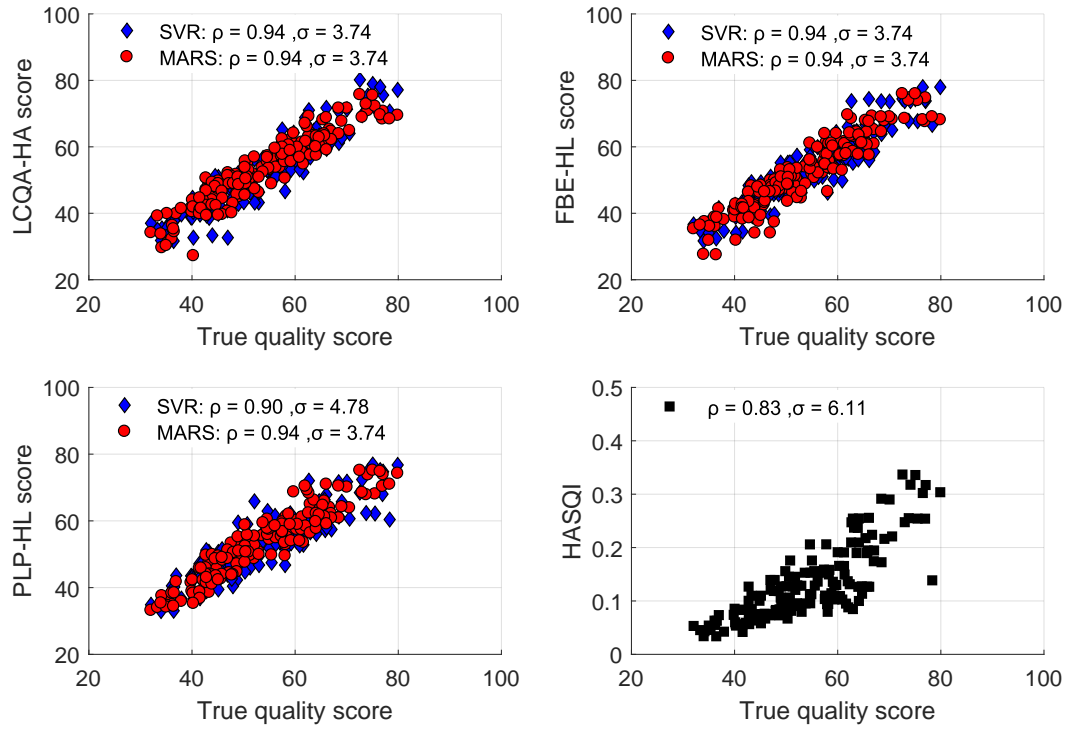 SVR: ρ = 0.94 ,σ = 3.74
MARS: ρ = 0.94 ,σ = 3.74
LCQA-HA score
100
80
60
40
20
20 40 60 80 100
True quality score
SVR: ρ = 0.94 ,σ = 3.74
MARS: ρ = 0.94 ,σ = 3.74
FBE-HL score
100
80
60
40
20
20 40 60 80 100
True quality score
SVR: ρ = 0.90 ,σ = 4.78
MARS: ρ = 0.94 ,σ = 3.74
PLP-HL score
100
80
60
40
20
20 40 60 80 100
True quality score
ρ = 0.83 ,σ = 6.11
HASQI
0.5
0.4
0.3
0.2
0.1
0
20 40 60 80 100
True quality score